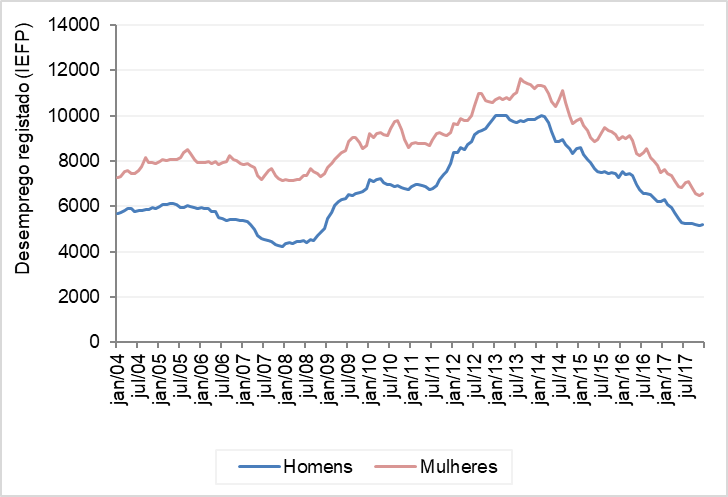 Desemprego registado (IEFP)
14000
12000
10000
8000
6000
4000
2000
0
jan/04
jul/04
jan/05
jul/05
jan/06
jul/06
jan/07
jul/07
jan/08
jul/08
jan/09
jul/09
jan/10
jul/10
jan/11
jul/11
jan/12
jul/12
jan/13
jul/13
jan/14
jul/14
jan/15
jul/15
jan/16
jul/16
jan/17
jul/17
Homens Mulheres